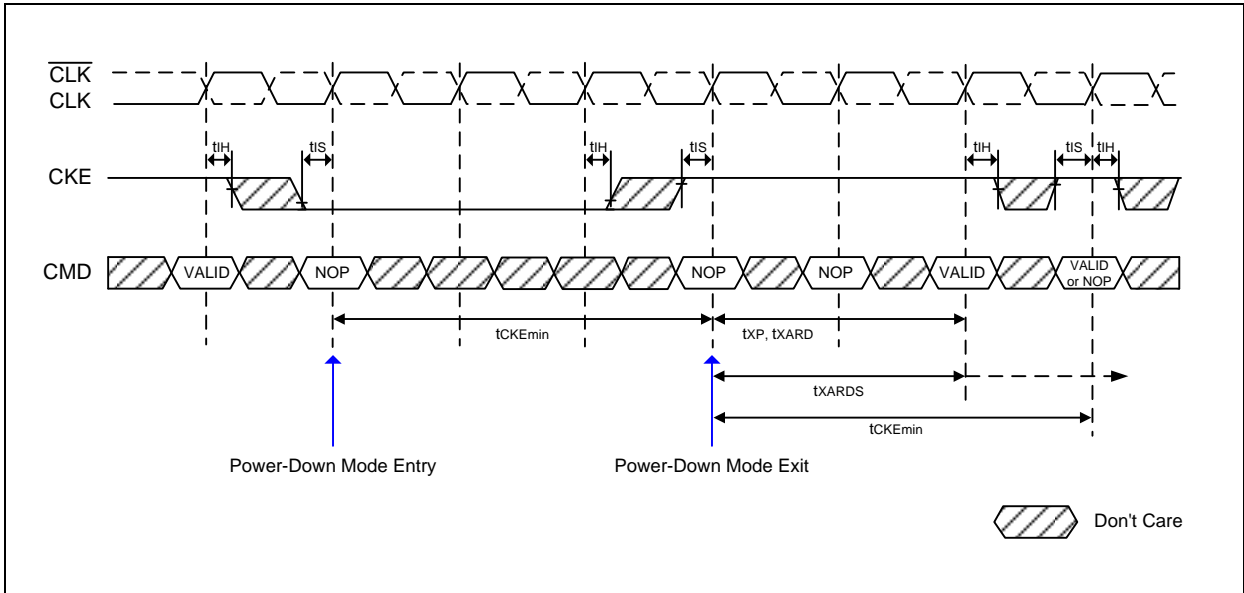 CLK
CLK
tIH tIS tIH tIS tIH tIS tIH
CKE
CMD VALID NOP NOP NOP VALID VALID or NOP
tCKEmin tXP, tXARD
tXARDS
tCKEmin
Power-Down Mode Entry Power-Down Mode Exit
Don't Care